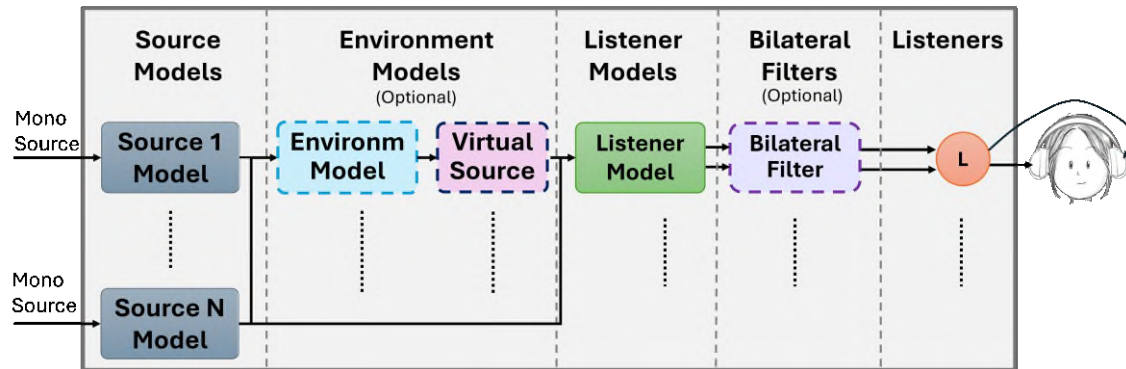 Source
Models
Environment
Models
(Optional)
Listener
Models
Bilateral
Filters
(Optional)
Listeners
Mono
Source
Source 1
Model
Environm
Model
Virtual
Source
Listener
Model
Bilateral
Filter
L
Mono
Source
Source N
Model